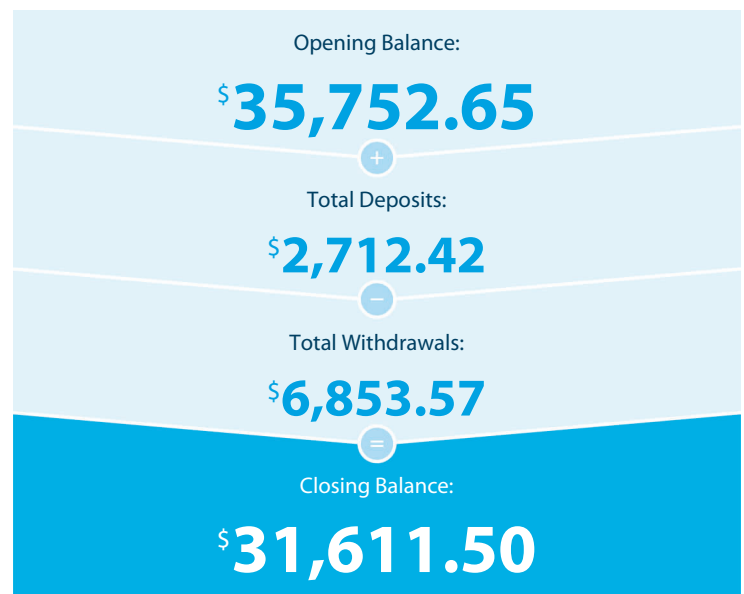 Opening Balance:
$35,752.65
+
Total Deposits:
$2,712.42
−
Total Withdrawals:
$6,853.57
=
Closing Balance:
$31,611.50